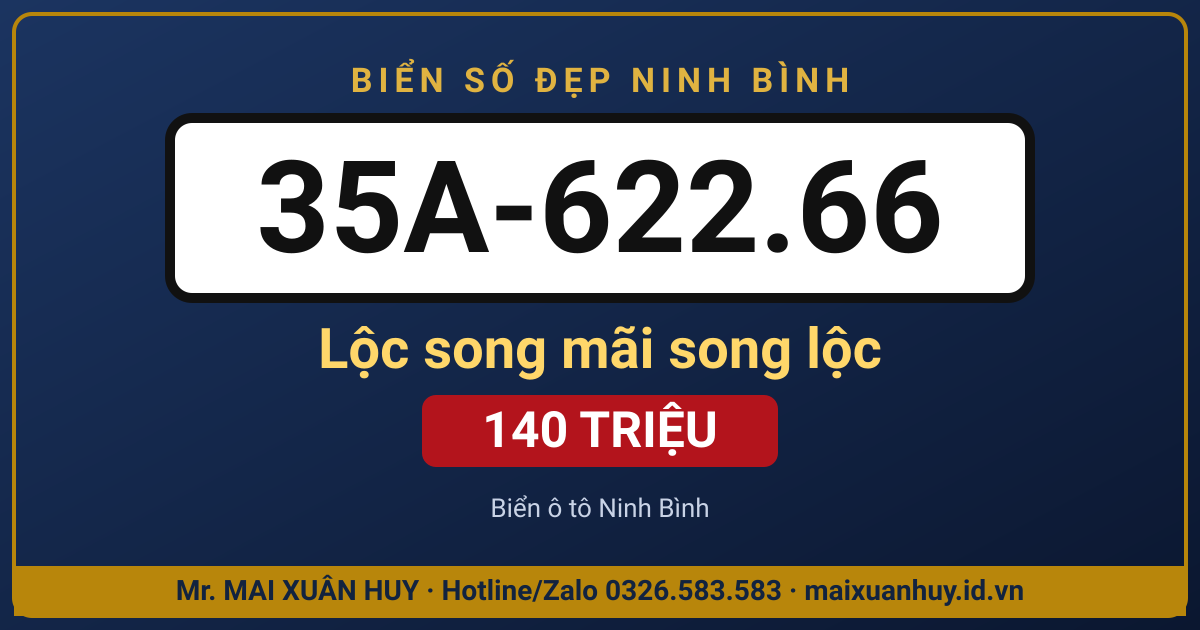 BIỂN SỐ ĐẸP NINH BÌNH
35A-622.66
Lộc song mãi song lộc
140 TRIỆU
Biển ô tô Ninh Bình
Mr. MAI XUÂN HUY · Hotline/Zalo 0326.583.583 · maixuanhuy.id.vn